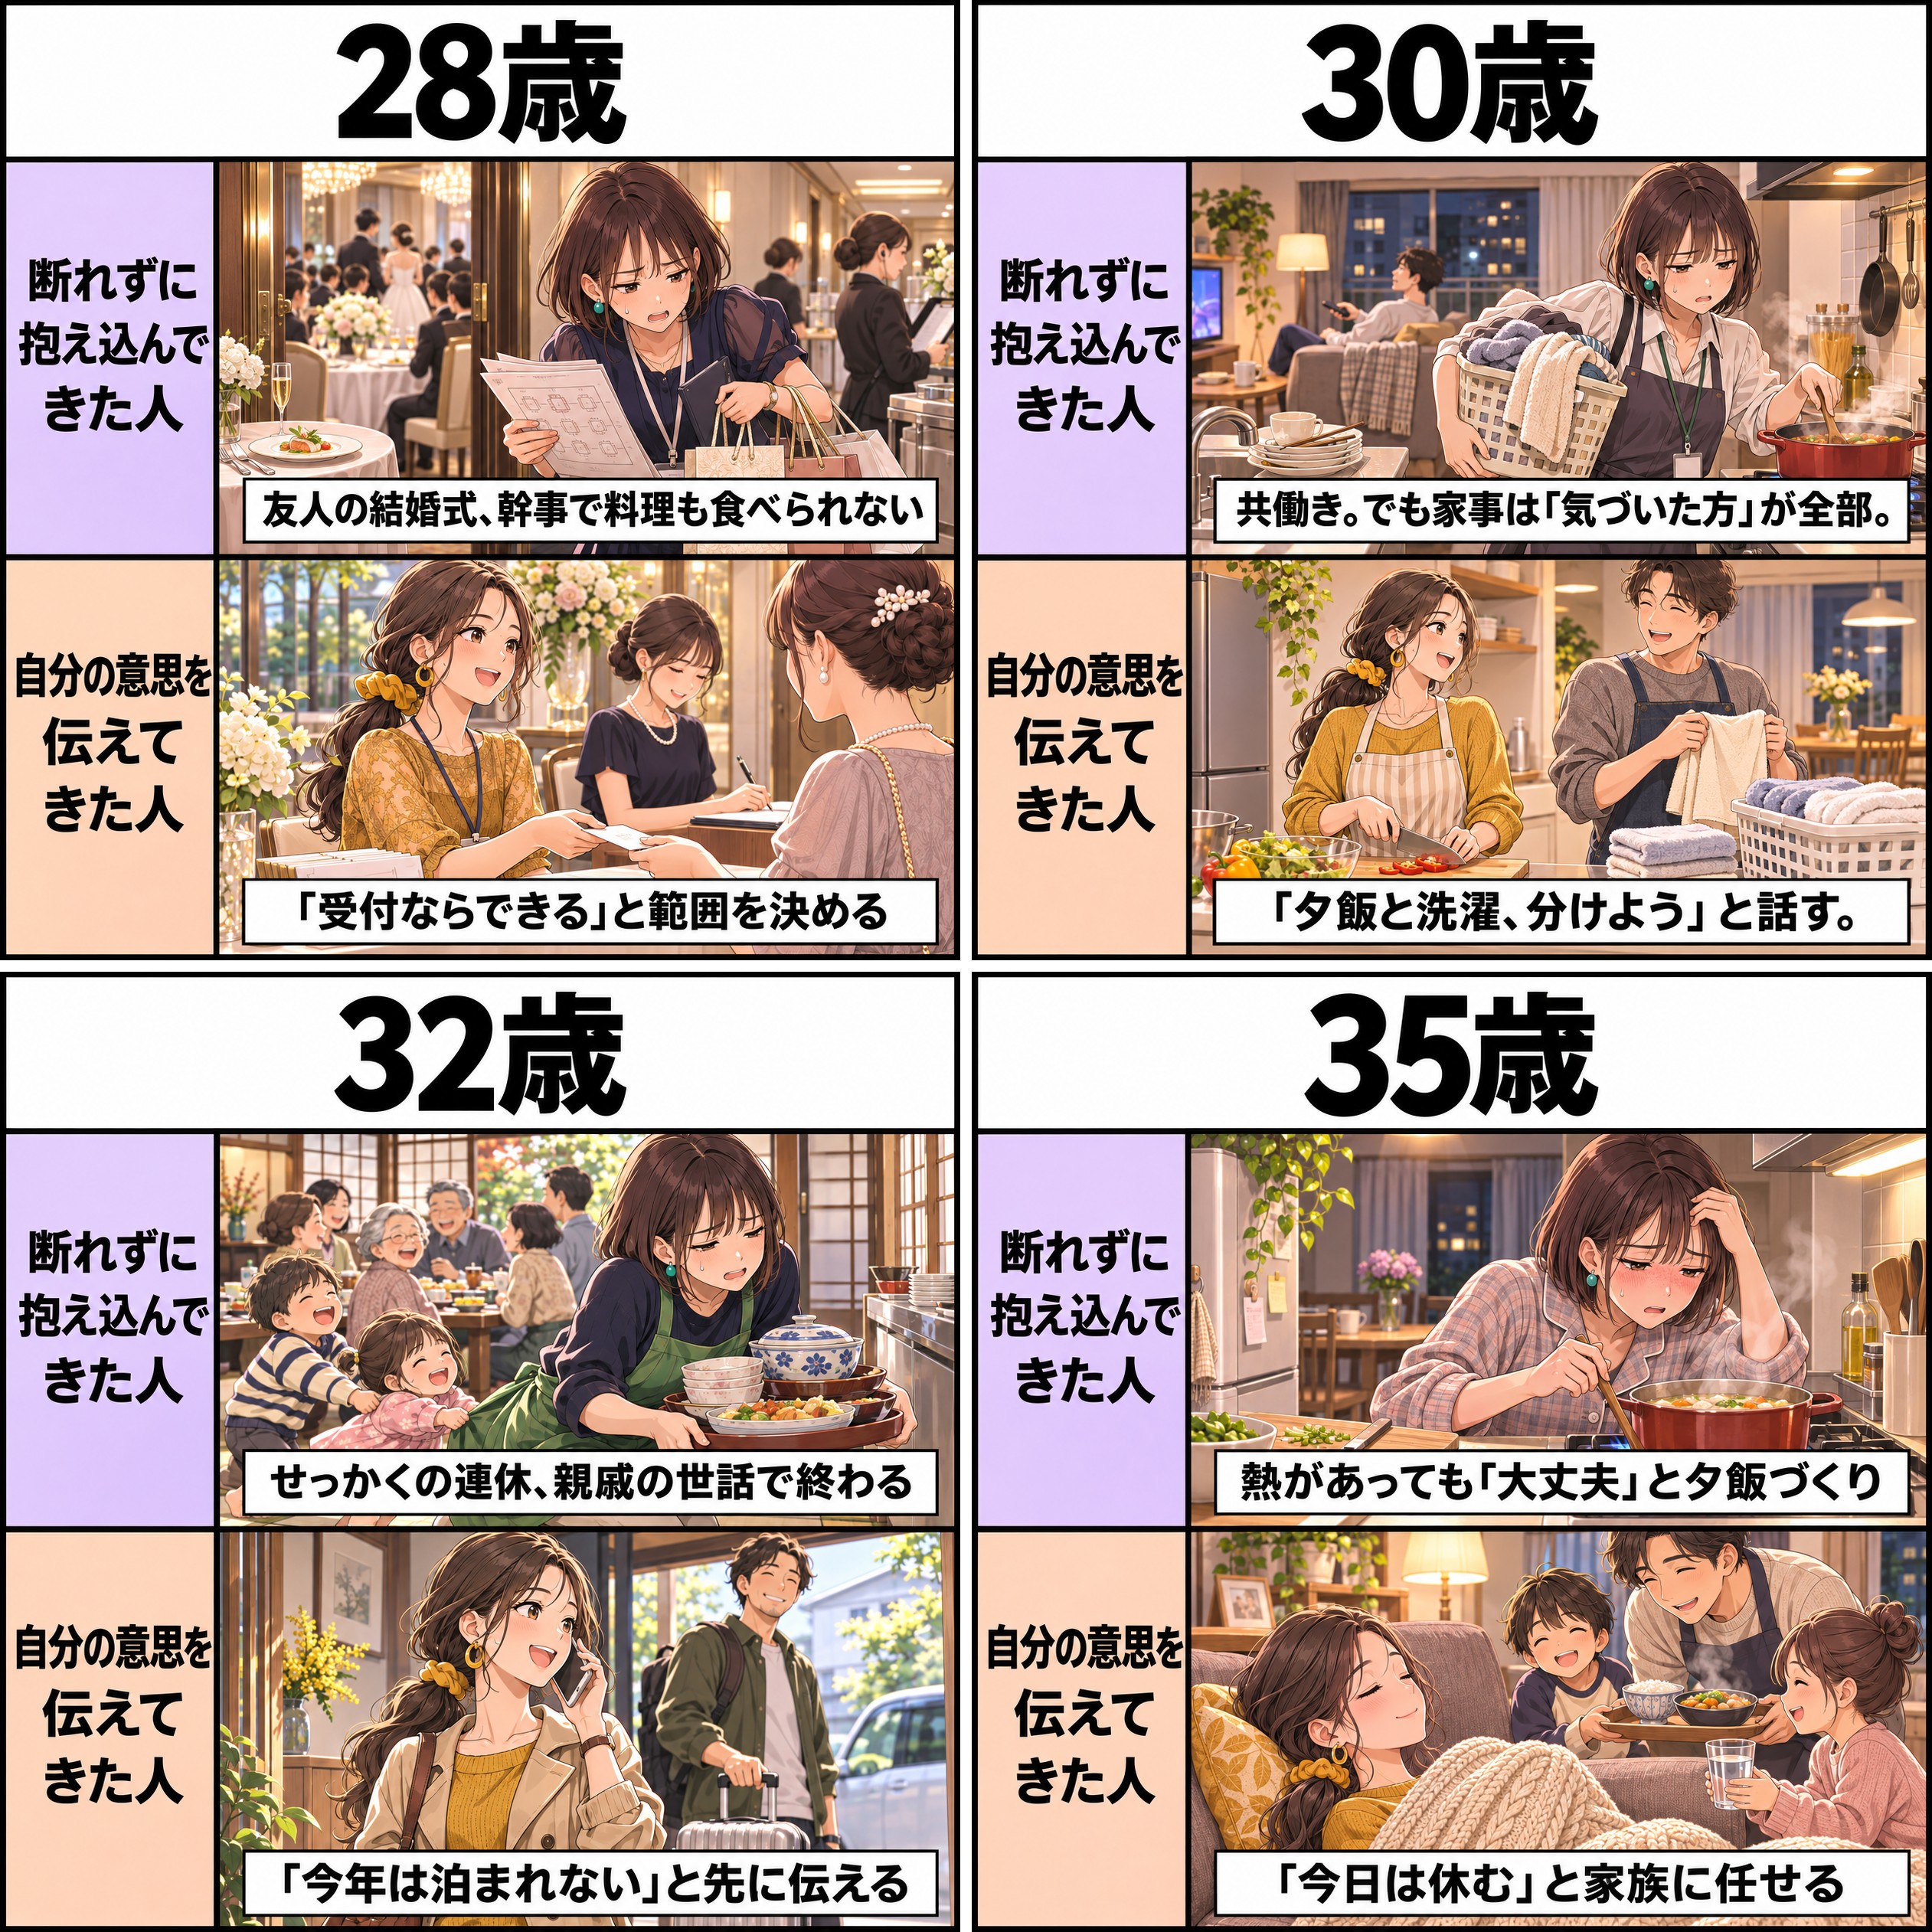 28歳
断れずに
抱え込んで
きた人
友人の結婚式、幹事で料理も食べられない
自分の意思を
伝えて
きた人
「受付ならできる」と範囲を決める
30歳
断れずに
抱え込んで
きた人
共働き。でも家事は「気づいた方」が全部。
自分の意思を
伝えて
きた人
「夕飯と洗濯、分けよう」と話す。
32歳
断れずに
抱え込んで
きた人
せっかくの連休、親戚の世話で終わる
自分の意思を
伝えて
きた人
「今年は泊まれない」と先に伝える
35歳
断れずに
抱え込んで
きた人
熱があっても「大丈夫」と夕飯づくり
自分の意思を
伝えて
きた人
「今日は休む」と家族に任せる